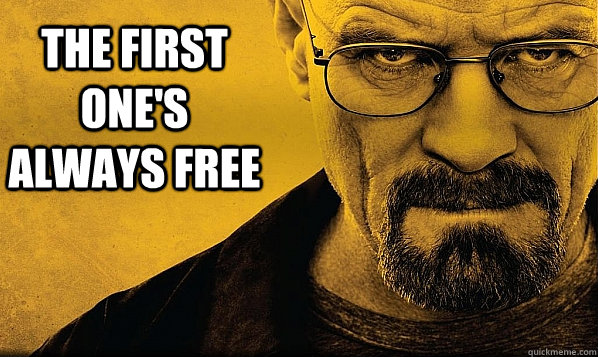 THE FIRST
ONE'S
ALWAYS FREE
quickmeme.com